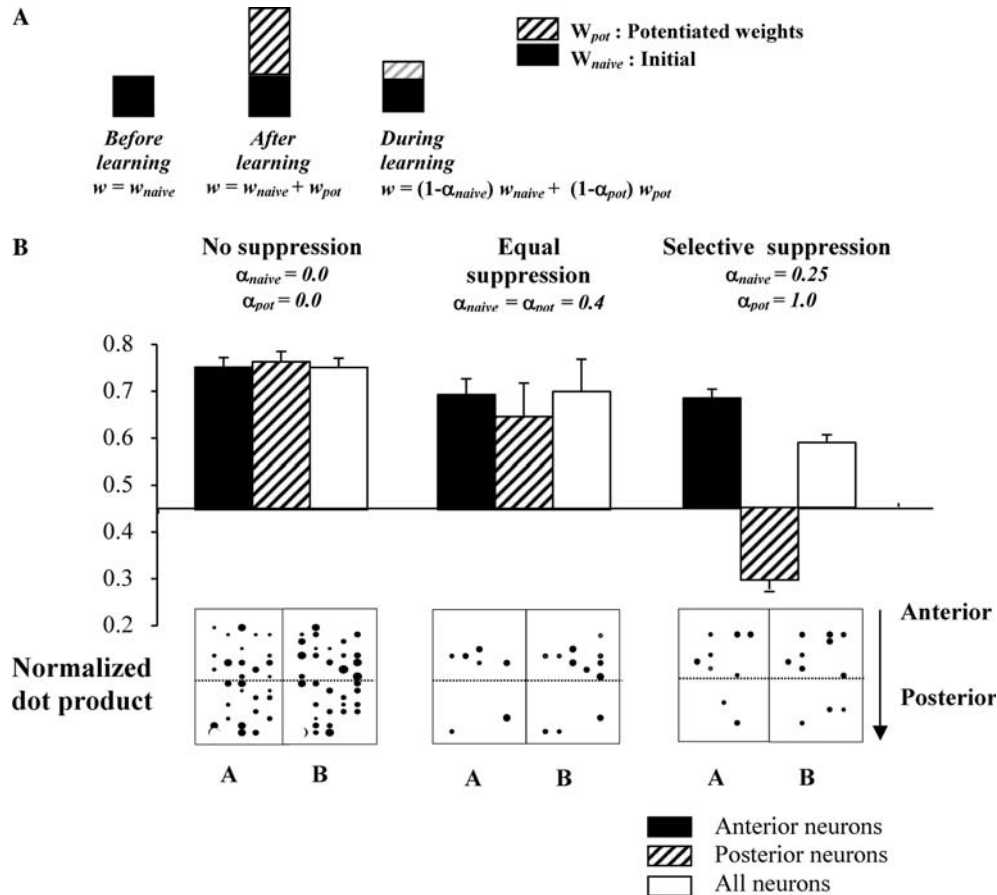 A
W_pot : Potentiated weights
W_naive : Initial
Before learning
After learning
During learning
w = w_naive
w = w_naive + w_pot
w = (1-α_naive) w_naive + (1-α_pot) w_pot
B
No suppression
α_naive = 0.0
α_pot = 0.0
Equal suppression
α_naive = α_pot = 0.4
Selective suppression
α_naive = 0.25
α_pot = 1.0
0.8
0.7
0.6
0.5
0.4
0.3
0.2
Normalized dot product
Anterior
Posterior
A B A B A B
Anterior neurons
Posterior neurons
All neurons